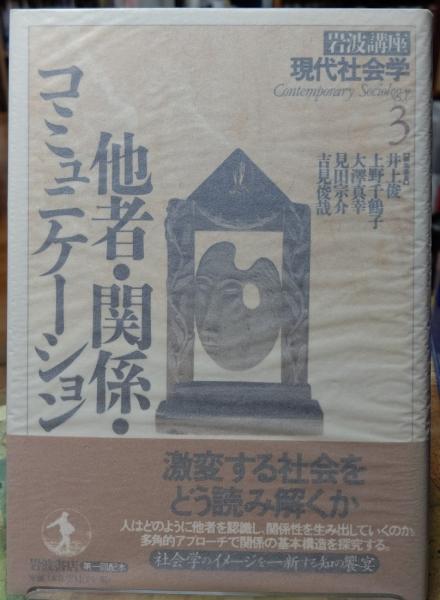 岩波講座
現代社会学
Contemporary Sociology
3
井上俊
上野千鶴子
大澤真幸
見田宗介
吉見俊哉
他者・関係・
コミュニケーション
激変する社会を
どう読み解くか
人はどのように他者を認識し、関係性を生み出していくのか。
多角的アプローチで関係の基本構造を探究する。
社会学のイメージを一新する知の饗宴
岩波書店
第一回配本